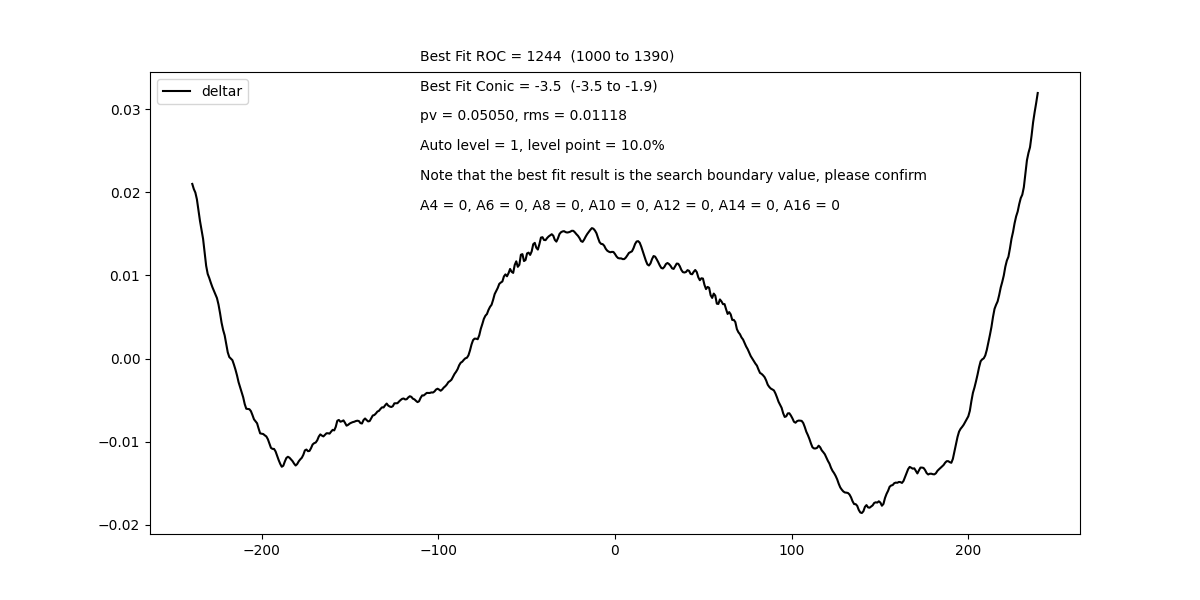 Best Fit ROC = 1244  (1000 to 1390)
deltar
Best Fit Conic = -3.5  (-3.5 to -1.9)
pv = 0.05050, rms = 0.01118
Auto level = 1, level point = 10.0%
Note that the best fit result is the search boundary value, please confirm
A4 = 0, A6 = 0, A8 = 0, A10 = 0, A12 = 0, A14 = 0, A16 = 0
0.03
0.02
0.01
0.00
−0.01
−0.02
−200 −100 0 100 200